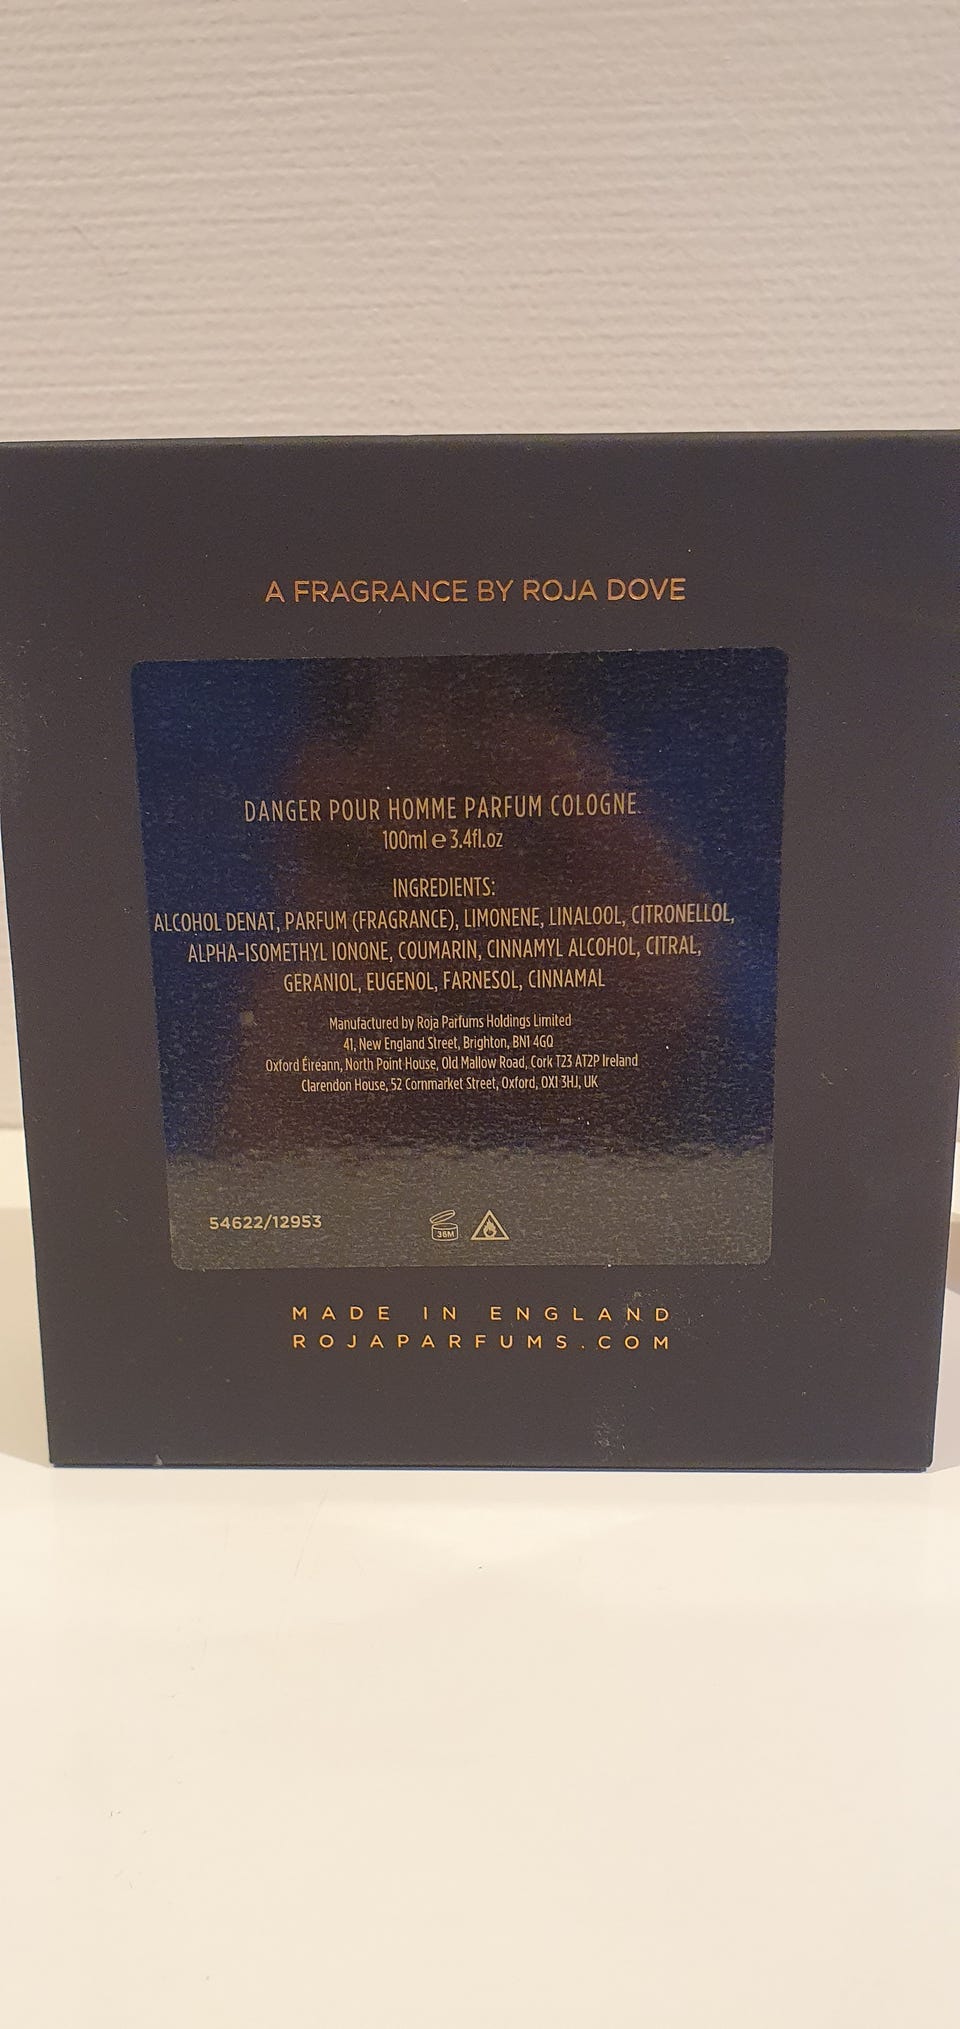 A FRAGRANCE BY ROJA DOVE
DANGER POUR HOMME PARFUM COLOGNE
100ml ℮ 3.4fl.oz
INGREDIENTS:
ALCOHOL DENAT, PARFUM (FRAGRANCE), LIMONENE, LINALOOL, CITRONELLOL,
ALPHA-ISOMETHYL IONONE, COUMARIN, CINNAMYL ALCOHOL, CITRAL,
GERANIOL, EUGENOL, FARNESOL, CINNAMAL
Manufactured by Roja Parfums Holdings Limited
41, New England Street, Brighton, BN1 4GQ
Oxford Éireann, North Point House, Old Mallow Road, Cork T23 AT2P Ireland
Clarendon House, 52 Cornmarket Street, Oxford, OX1 3HJ, UK
54622/12953
36M
MADE IN ENGLAND
ROJAPARFUMS.COM